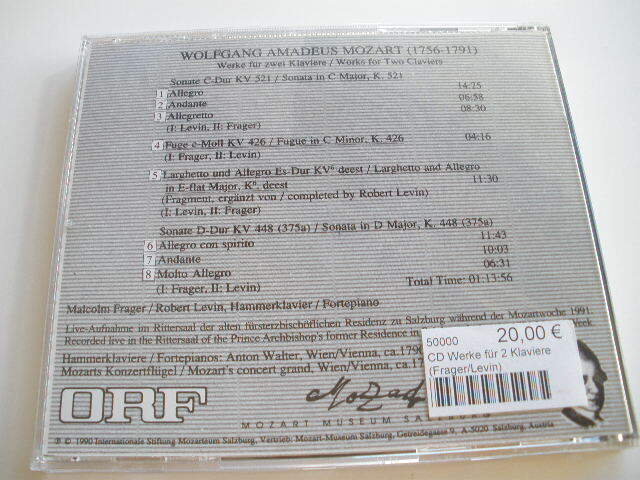 WOLFGANG AMADEUS MOZART (1756-1791)
Werke für zwei Klaviere / Works for Two Claviers
Sonate C-Dur KV 521 / Sonata in C Major, K. 521
1 Allegro 14:25
2 Andante 06:58
3 Allegretto 08:30
(I: Levin, II: Frager)
4 Fuge c-Moll KV 426 / Fugue in C Minor, K. 426 04:16
(I: Frager, II: Levin)
5 Larghetto und Allegro Es-Dur KV⁶ deest / Larghetto and Allegro
in E-flat Major, K⁶. deest 11:30
(Fragment, ergänzt von / completed by Robert Levin)
(I: Levin, II: Frager)
Sonate D-Dur KV 448 (375a) / Sonata in D Major, K. 448 (375a)
6 Allegro con spirito 11:43
7 Andante 10:03
8 Molto Allegro 06:31
(I: Frager, II: Levin) Total Time: 01:13:56
Malcolm Frager / Robert Levin, Hammerklavier / Fortepiano
Live-Aufnahme im Rittersaal der alten fürsterzbischöflichen Residenz zu Salzburg während der Mozartwoche 1991.
Recorded live in the Rittersaal of the Prince Archbishop's former Residence in Week
Hammerklaviere / Fortepianos: Anton Walter, Wien/Vienna, ca.179
Mozarts Konzertflügel / Mozart's concert grand, Wien/Vienna, ca.1
50000 20,00 €
CD Werke für 2 Klaviere
(Frager/Levin)
ORF
Mozart
MOZART MUSEUM SALZBURG
℗ © 1990 Internationale Stiftung Mozarteum Salzburg, Vertrieb: Mozart-Museum Salzburg, Getreidegasse 9, A 5020 Salzburg, Austria